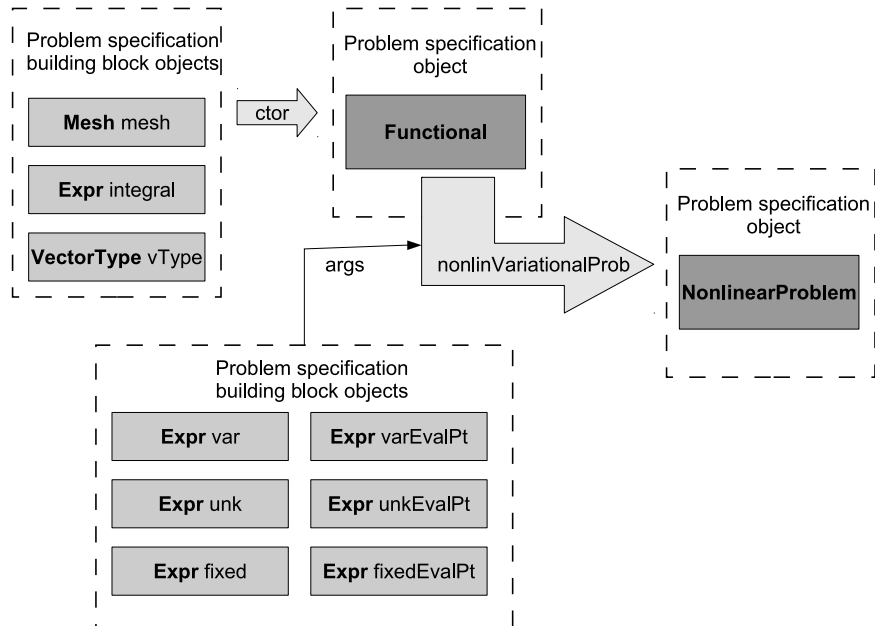 Problem specification
building block objects
Mesh mesh
Expr integral
VectorType vType
ctor
Problem specification
object
Functional
args
nonlinVariationalProb
Problem specification
object
NonlinearProblem
Problem specification
building block objects
Expr var
Expr varEvalPt
Expr unk
Expr unkEvalPt
Expr fixed
Expr fixedEvalPt